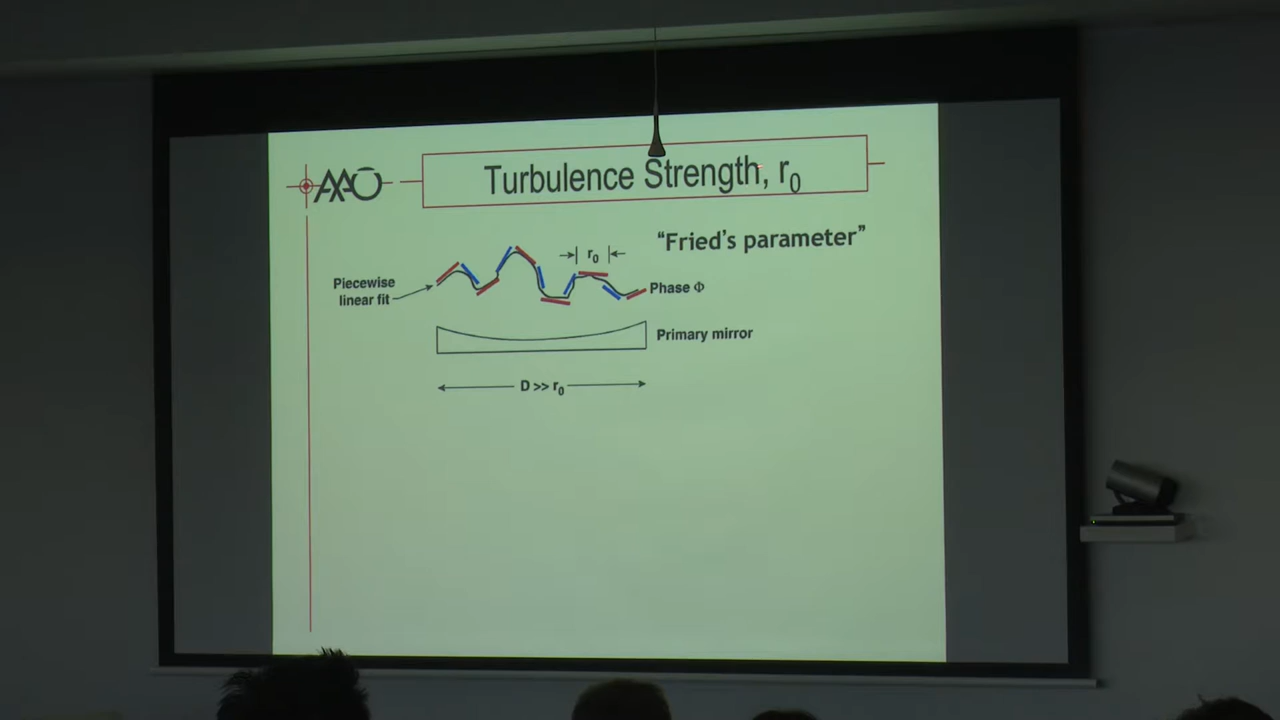 AAO
Turbulence Strength, r₀
"Fried's parameter"
r₀
Piecewise
linear fit
Phase Φ
Primary mirror
D >> r₀